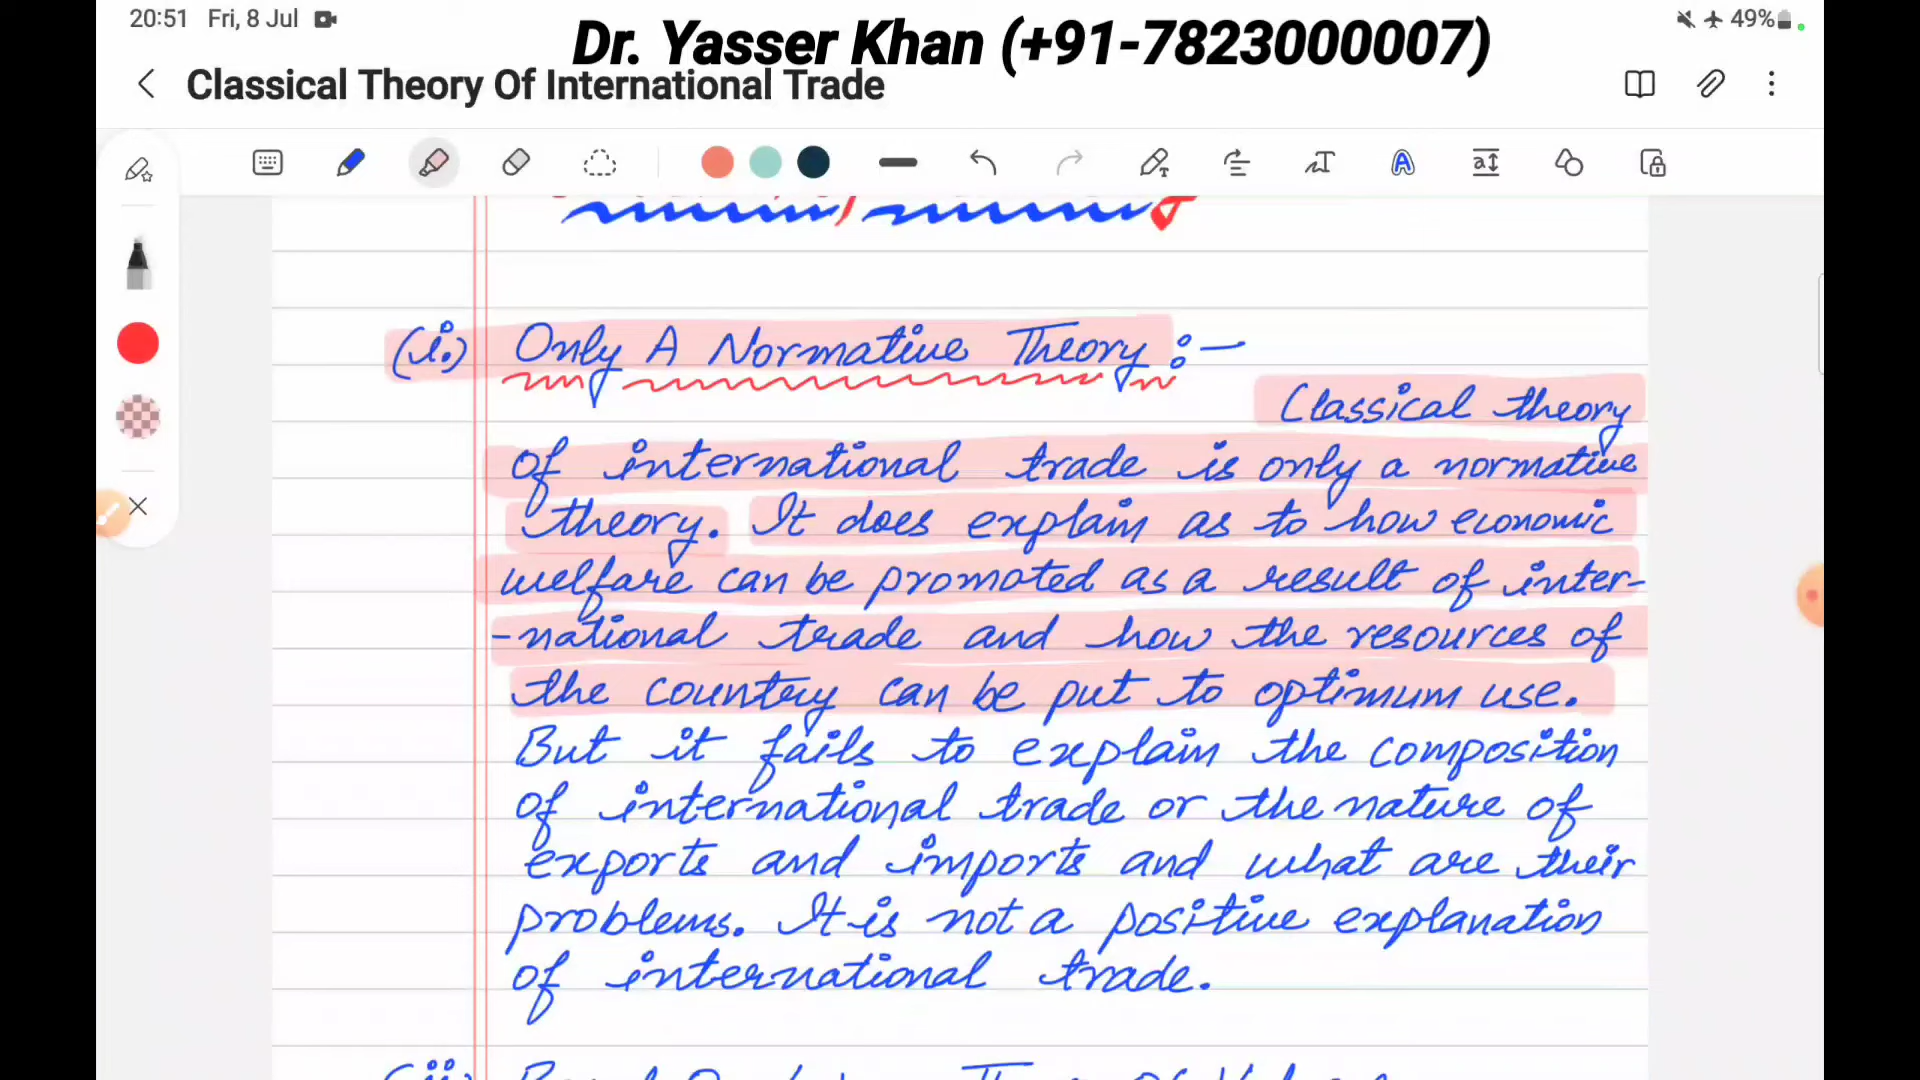 20:51 Fri, 8 Jul
49%
Dr. Yasser Khan (+91-7823000007)
Classical Theory Of International Trade
(i.) Only A Normative Theory :-
Classical theory
of international trade is only a normative
theory. It does explain as to how economic
welfare can be promoted as a result of inter-
-national trade and how the resources of
the country can be put to optimum use.
But it fails to explain the composition
of international trade or the nature of
exports and imports and what are their
problems. It is not a positive explanation
of international trade.
(ii)